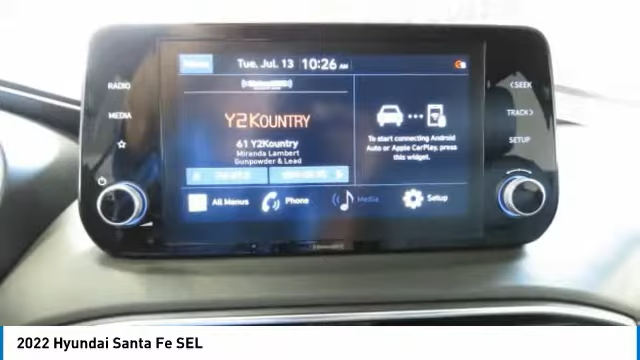 Tue. Jul. 13 10:26 AM
RADIO
MEDIA
Y2KOUNTRY
61 Y2Kountry
Miranda Lambert
Gunpowder & Lead
To start connecting Android
Auto or Apple CarPlay, press
this widget.
All Menus
Phone
Media
Setup
< SEEK
TRACK >
SETUP
2022 Hyundai Santa Fe SEL